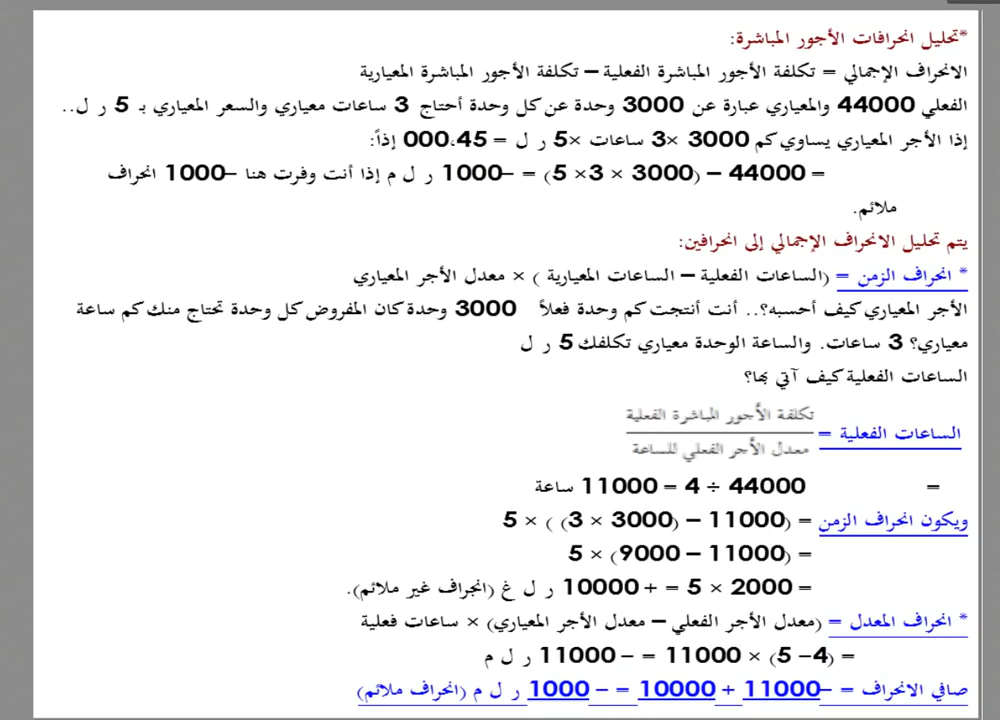 *تحليل انحرافات الأجور المباشرة:
الانحراف الإجمالي = تكلفة الأجور المباشرة الفعلية – تكلفة الأجور المباشرة المعيارية
الفعلي 44000 والمعياري عبارة عن 3000 وحدة عن كل وحدة أحتاج 3 ساعات معياري والسعر المعياري بـ 5 ر ل..
إذا الأجر المعياري يساوي كم 3000 ×3 ساعات ×5 ر ل = 45،000 إذاً:
= 44000 – (3000 × 3× 5) = –1000 ر ل م إذا أنت وفرت هنا –1000 انحراف
ملائم.
يتم تحليل الانحراف الإجمالي إلى انحرافين:
* انحراف الزمن = (الساعات الفعلية – الساعات المعيارية ) × معدل الأجر المعياري
الأجر المعياري كيف أحسبه؟.. أنت أنتجت كم وحدة فعلاً 3000 وحدة كان المفروض كل وحدة تحتاج منك كم ساعة
معياري؟ 3 ساعات. والساعة الوحدة معياري تكلفك 5 ر ل
الساعات الفعلية كيف آتي بها؟
الساعات الفعلية = تكلفة الأجور المباشرة الفعلية
معدل الأجر الفعلي للساعة
= 44000 ÷ 4 = 11000 ساعة
ويكون انحراف الزمن = (11000 – (3000 × 3) ) × 5
= (11000 – 9000) × 5
= 2000 × 5 = + 10000 ر ل غ (انجراف غير ملائم).
* انحراف المعدل = (معدل الأجر الفعلي – معدل الأجر المعياري) × ساعات فعلية
= (4– 5) × 11000 = – 11000 ر ل م
صافي الانحراف = –11000 + 10000 = – 1000 ر ل م (انحراف ملائم)